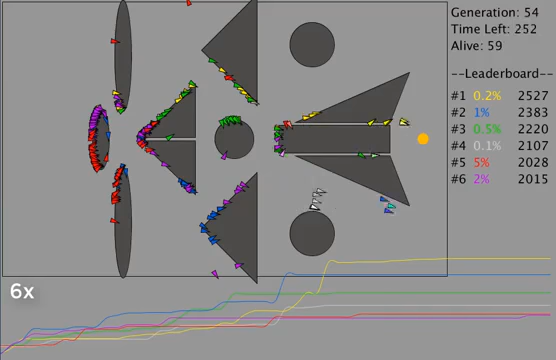 Generation: 54
Time Left: 252
Alive: 59
--Leaderboard--
#1 0.2% 2527
#2 1% 2383
#3 0.5% 2220
#4 0.1% 2107
#5 5% 2028
#6 2% 2015
6x